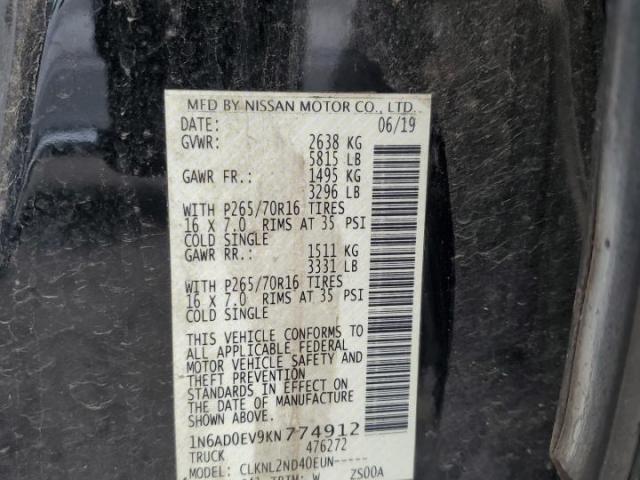 MFD BY NISSAN MOTOR CO., LTD.
DATE: 06/19
GVWR: 2638 KG
5815 LB
GAWR FR.: 1495 KG
3296 LB
WITH P265/70R16 TIRES
16 X 7.0 RIMS AT 35 PSI
COLD SINGLE
GAWR RR.: 1511 KG
3331 LB
WITH P265/70R16 TIRES
16 X 7.0 RIMS AT 35 PSI
COLD SINGLE
THIS VEHICLE CONFORMS TO
ALL APPLICABLE FEDERAL
MOTOR VEHICLE SAFETY AND
THEFT PREVENTION
STANDARDS IN EFFECT ON
THE DATE OF MANUFACTURE
SHOWN ABOVE.
1N6AD0EV9KN774912
TRUCK 476272
MODEL: CLKNL2ND40EUN-----
TRIM: W ZS00A